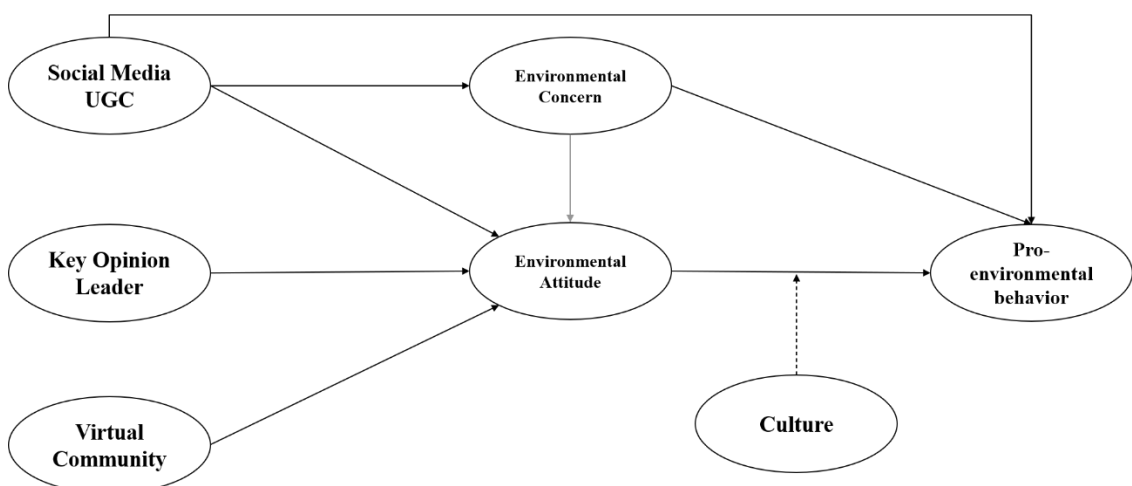 Social Media
UGC
Environmental
Concern
Key Opinion
Leader
Environmental
Attitude
Pro-
environmental
behavior
Virtual
Community
Culture